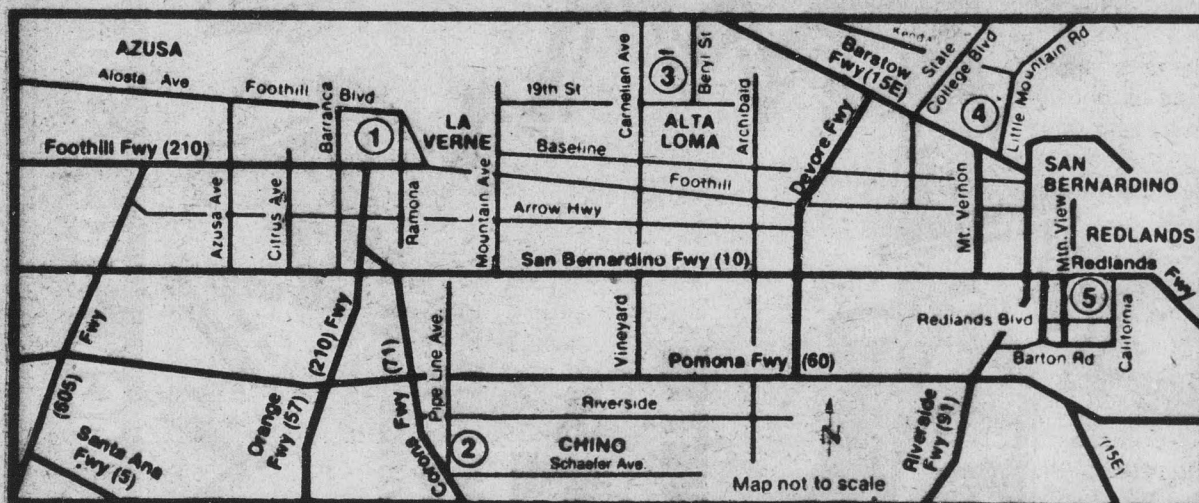 AZUSA
Alosta Ave
Foothill Blvd
Barranca
1
Foothill Fwy (210)
Azusa Ave
Citrus Ave
Ramona
LA
VERNE
Mountain Ave
19th St
Carnelian Ave
3
Beryl St
ALTA
LOMA
Archibald
Baseline
Foothill
Arrow Hwy
San Bernardino Fwy (10)
Devore Fwy
Barstow
Fwy (15E)
State
College Blvd
4
Little Mountain Rd
Mt. Vernon
SAN
BERNARDINO
Mtn. View
REDLANDS
Redlands Fwy
5
Redlands Blvd
Barton Rd
California
Fwy
(605)
Santa Ana
Fwy (5)
(210) Fwy
Orange
Fwy (57)
(71)
Fwy
Corona
Pipe Line Ave.
2
Vineyard
Pomona Fwy (60)
Riverside
CHINO
Schaefer Ave.
N
Map not to scale
Riverside
Fwy (91)
(15E)